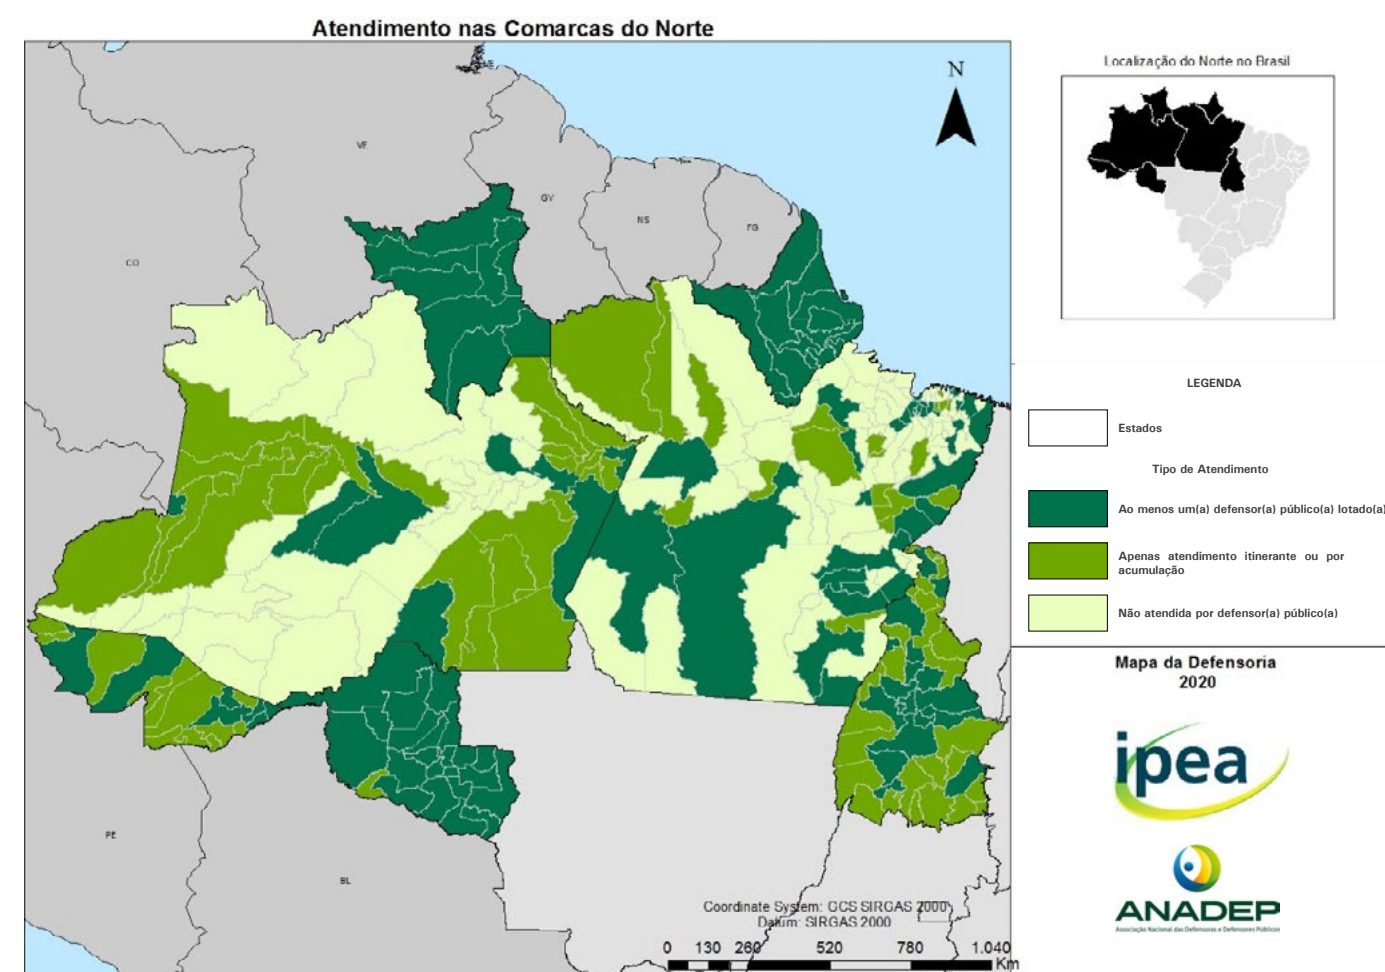 Atendimento nas Comarcas do Norte
N
VE
VE
GY
NS
FG
CO
PE
BL
Coordinate System: GCS SIRGAS 2000
Datum: SIRGAS 2000
0 130 260 520 780 1.040
Km
Localização do Norte no Brasil
LEGENDA
Estados
Tipo de Atendimento
Ao menos um(a) defensor(a) público(a) lotado(a)
Apenas atendimento itinerante ou por
acumulação
Não atendida por defensor(a) público(a)
Mapa da Defensoria
2020
ipea
ANADEP
Associação Nacional das Defensoras e Defensores Públicos